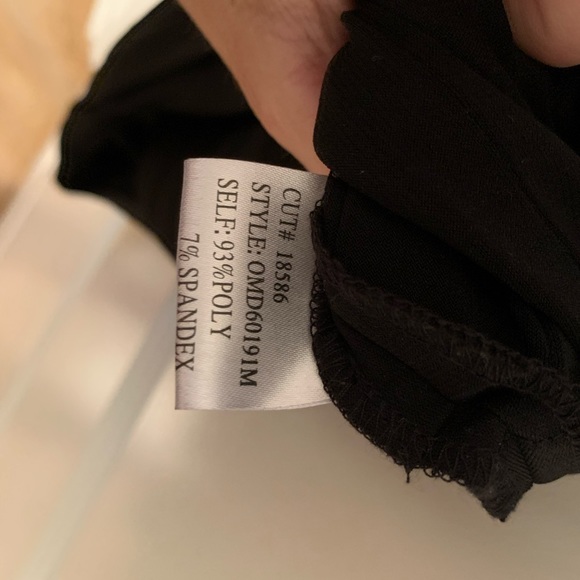 CUT# 18586
STYLE: OMD60191M
SELF: 93%POLY
7% SPANDEX